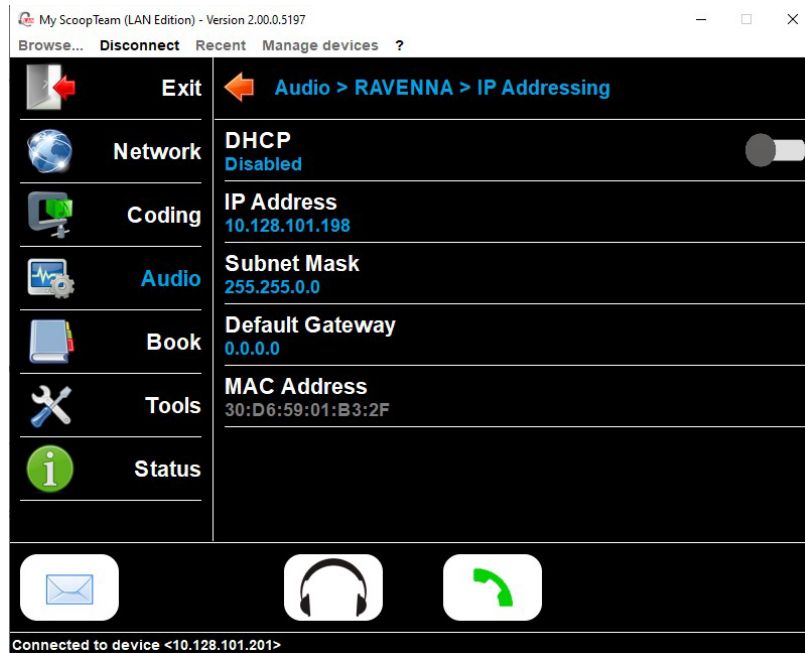 My ScoopTeam (LAN Edition) - Version 2.00.0.5197
Browse... Disconnect Recent Manage devices ?
Exit
Audio > RAVENNA > IP Addressing
Network
DHCP
Disabled
Coding
IP Address
10.128.101.198
Audio
Subnet Mask
255.255.0.0
Book
Default Gateway
0.0.0.0
Tools
MAC Address
30:D6:59:01:B3:2F
Status
Connected to device <10.128.101.201>